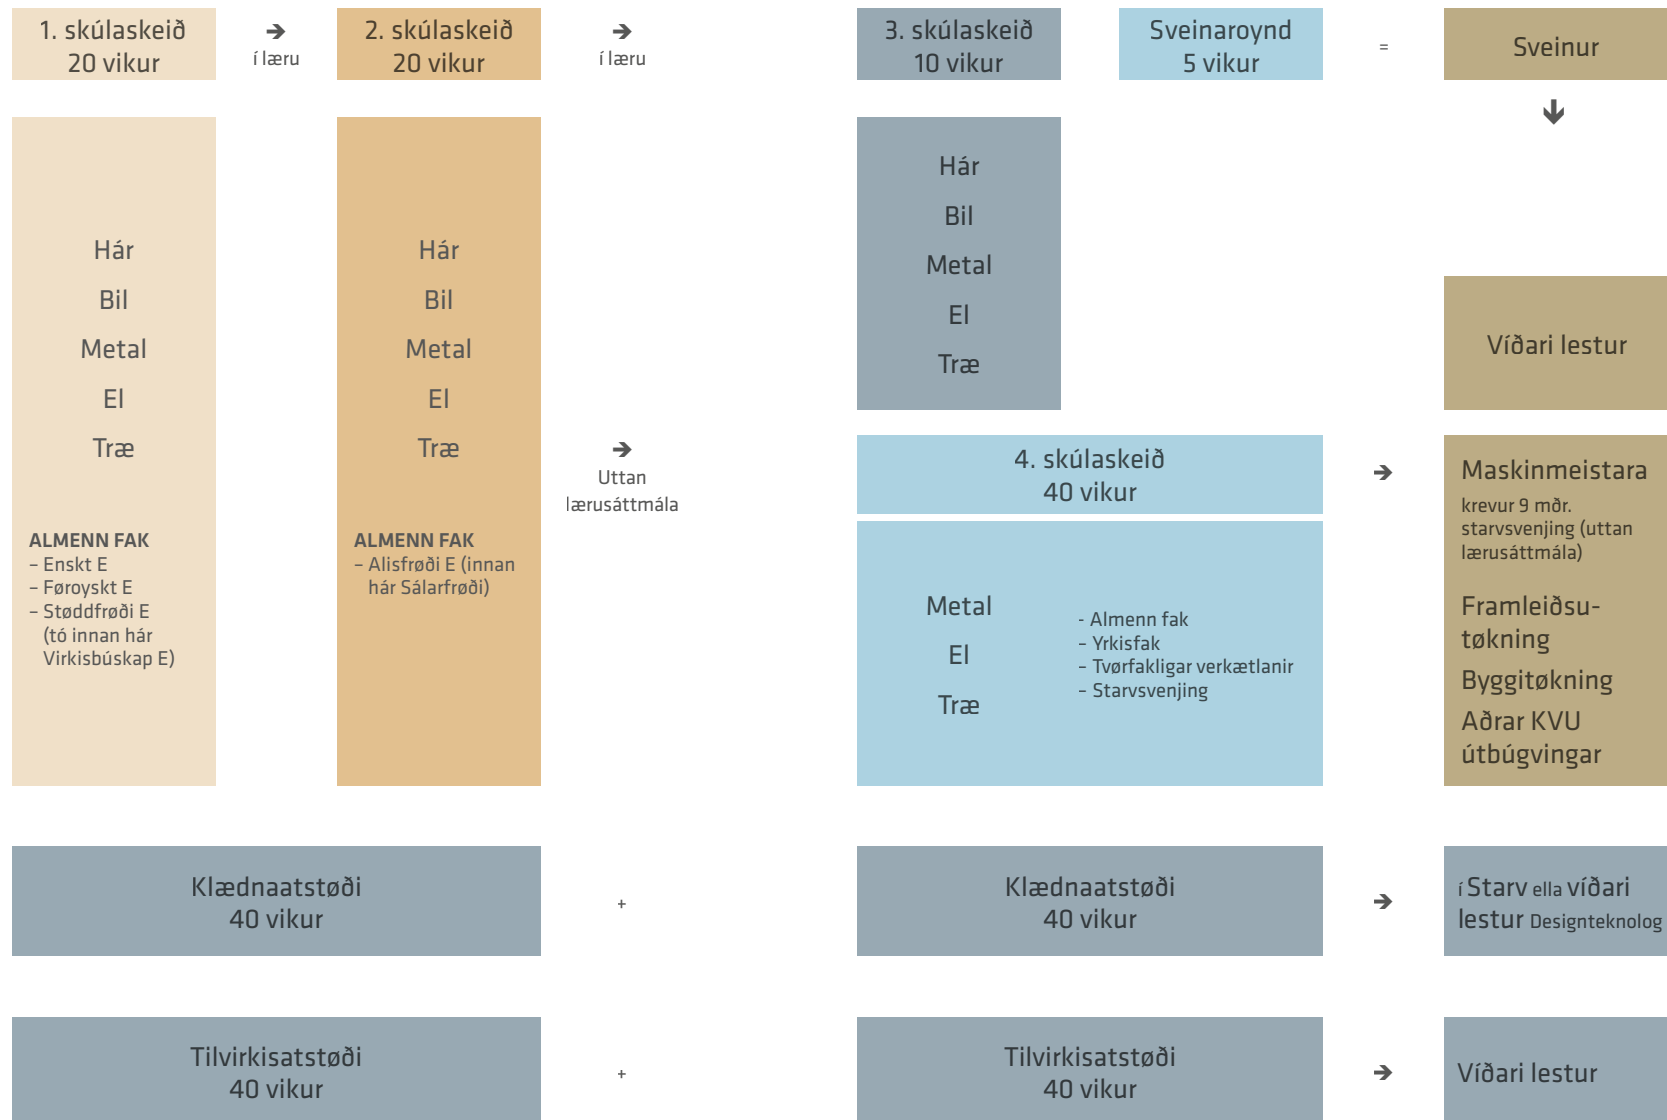 1. skúlaskeið
20 vikur
➔
í læru
2. skúlaskeið
20 vikur
➔
í læru
3. skúlaskeið
10 vikur
Sveinaroynd
5 vikur
=
Sveinur
Hár
Bil
Metal
El
Træ
ALMENN FAK
– Enskt E
– Føroyskt E
– Støddfrøði E
(tó innan hár
Virkisbúskap E)
Hár
Bil
Metal
El
Træ
ALMENN FAK
– Alisfrøði E (innan
hár Sálarfrøði)
➔
Uttan
lærusáttmála
Hár
Bil
Metal
El
Træ
Víðari lestur
4. skúlaskeið
40 vikur
➔
Metal
El
Træ
- Almenn fak
– Yrkisfak
– Tvørfakligar verkætlanir
– Starvsvenjing
Maskinmeistara
krevur 9 mðr.
starvsvenjing (uttan
lærusáttmála)
Framleiðsu-
tøkning
Byggitøkning
Aðrar KVU
útbúgvingar
Klædnaatstøði
40 vikur
+
Klædnaatstøði
40 vikur
➔
í Starv ella víðari
lestur Designteknolog
Tilvirkisatstøði
40 vikur
+
Tilvirkisatstøði
40 vikur
➔
Víðari lestur